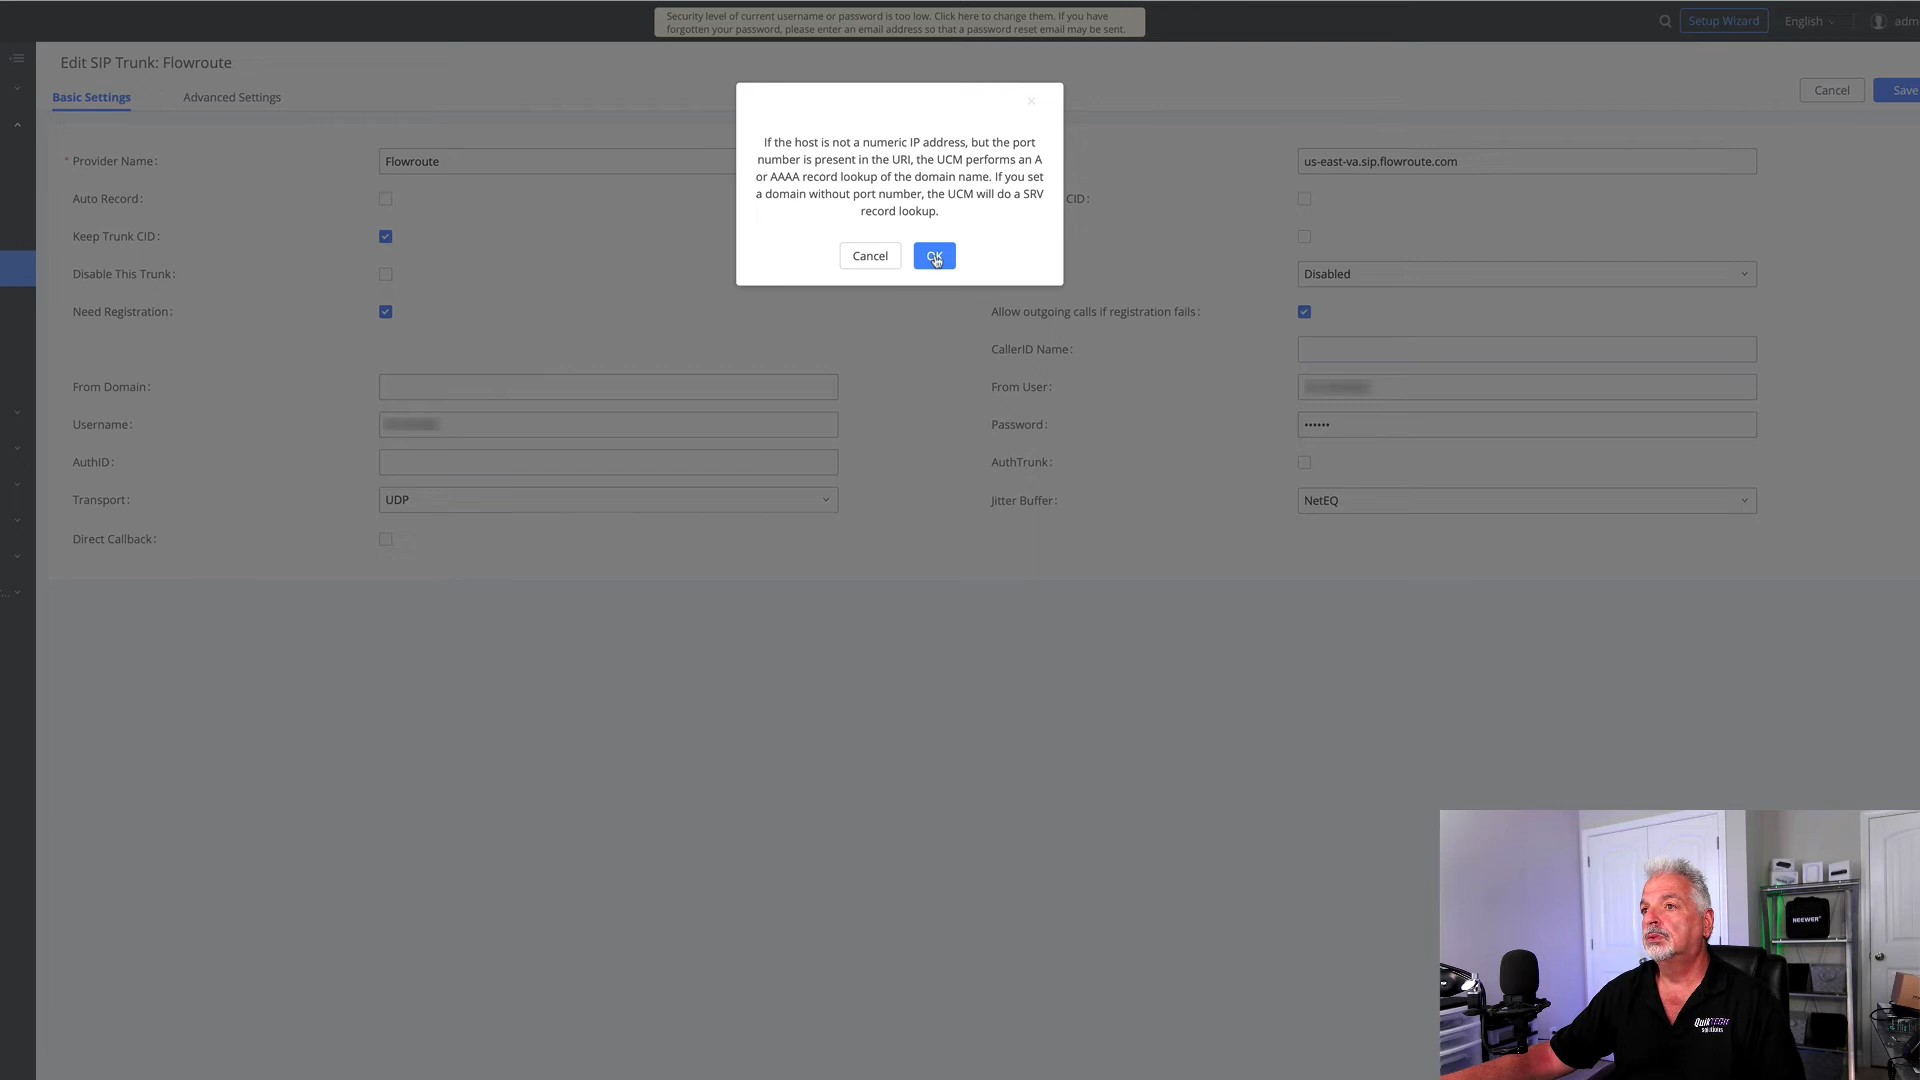 Security level of current username or password is too low. Click here to change them. If you have
forgotten your password, please enter an email address so that a password reset email may be sent.
Setup Wizard
English
adm
Edit SIP Trunk: Flowroute
Basic Settings
Advanced Settings
Cancel
Save
If the host is not a numeric IP address, but the port
number is present in the URI, the UCM performs an A
or AAAA record lookup of the domain name. If you set
a domain without port number, the UCM will do a SRV
record lookup.
Cancel
OK
* Provider Name:
Flowroute
us-east-va.sip.flowroute.com
Auto Record:
CID:
Keep Trunk CID:
Disable This Trunk:
Disabled
Need Registration:
Allow outgoing calls if registration fails:
CallerID Name:
From Domain:
From User:
Username:
Password:
••••••
AuthID:
AuthTrunk:
Transport:
UDP
Jitter Buffer:
NetEQ
Direct Callback:
NEEWER
QuikTech
solutions